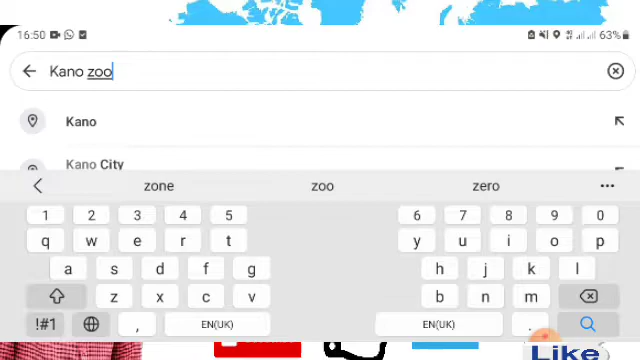 16:50 63%
Kano zoo
Kano
Kano City
zone zoo zero
1 2 3 4 5 6 7 8 9 0
q w e r t y u i o p
a s d f g h j k l
z x c v b n m
!#1 , EN(UK) EN(UK) .
Like